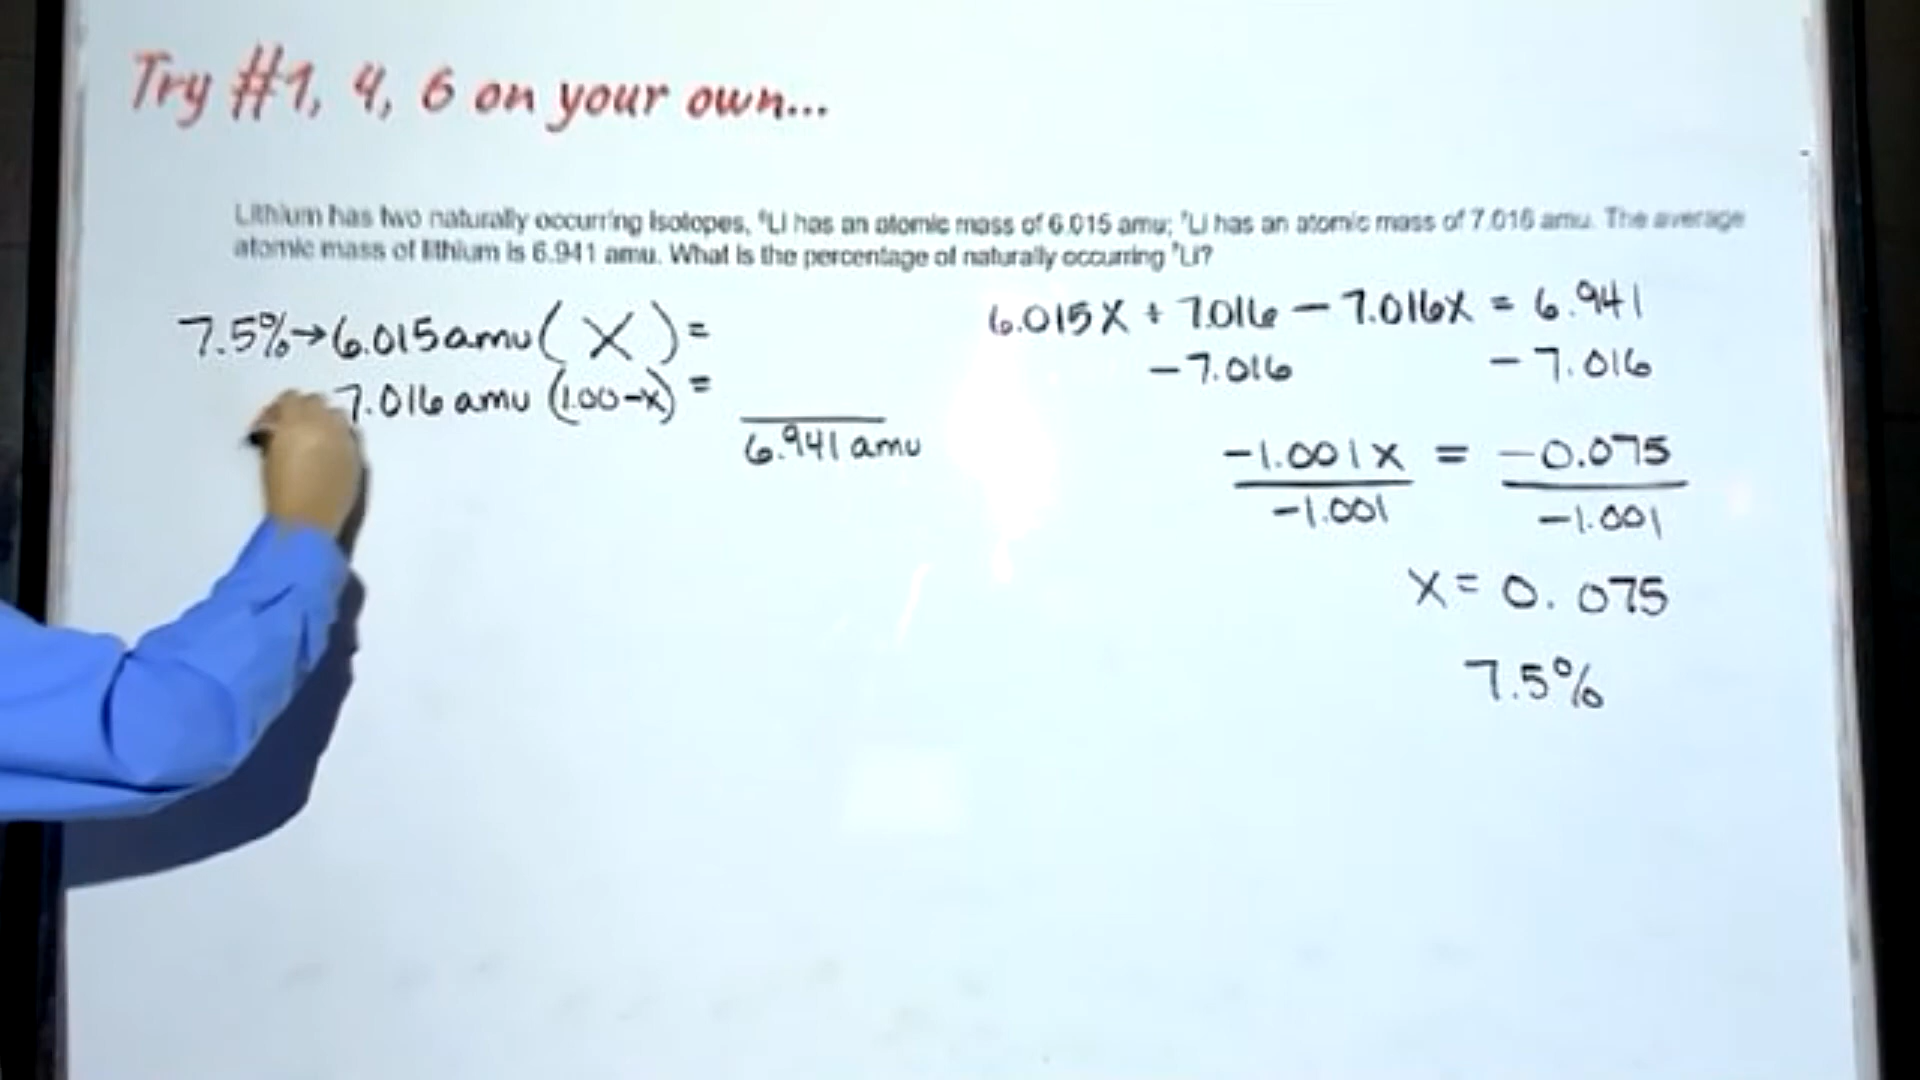 Try #1, 4, 6 on your own...
Lithium has two naturally occurring isotopes, ⁶Li has an atomic mass of 6.015 amu; ⁷Li has an atomic mass of 7.016 amu. The average
atomic mass of lithium is 6.941 amu. What is the percentage of naturally occurring ⁷Li?
7.5%→6.015amu( X )=
7.016 amu (1.00-x) =
6.941 amu
6.015X + 7.016 - 7.016X = 6.941
-7.016 - 7.016
-1.001x = -0.075
-1.001 -1.001
X = 0.075
7.5%